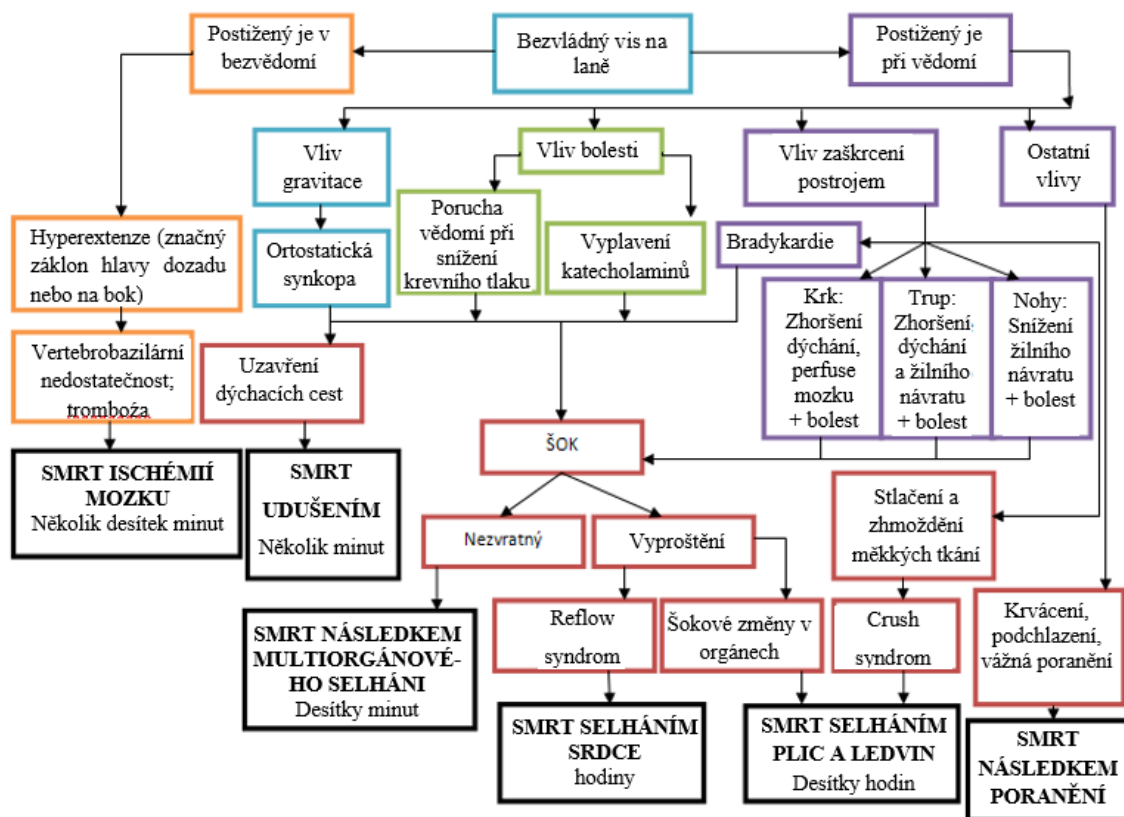 Postižený je v
bezvědomí
Bezvládný vis na
laně
Postižený je
při vědomí
Vliv
gravitace
Vliv bolesti
Vliv zaškrcení
postrojem
Ostatní
vlivy
Hyperextenze (značný
základ hlavy dozadu
nebo na bok)
Ortostatická
synkopa
Porucha
vědomí při
snížení
krevního tlaku
Vyplavení
katecholaminů
Bradykardie
Krk:
Zhoršení
dýchání,
perfuse
mozku
+ bolest
Trup:
Zhoršení
dýchání
a žilního
návratu
+ bolest
Nohy:
Snížení
žilního
návratu
+ bolest
Vertebrobazilární
nedostatečnost;
tromboźa
Uzavření
dýchacích cest
ŠOK
SMRT ISCHÉMIÍ
MOZKU
Několik desítek minut
SMRT
UDUŠENÍM
Několik minut
Nezvratný
Vyproštění
Stlačení a
zhmoždění
měkkých tkání
SMRT NÁSLEDKEM
MULTIORGÁNOVÉ-
HO SELHÁNI
Desítky minut
Reflow
syndrom
Šokové změny v
orgánech
Crush
syndrom
Krvácení,
podchlazení,
vážná poranění
SMRT SELHÁNÍM
SRDCE
hodiny
SMRT SELHÁNÍM
PLIC A LEDVIN
Desítky hodin
SMRT
NÁSLEDKEM
PORANĚNÍ